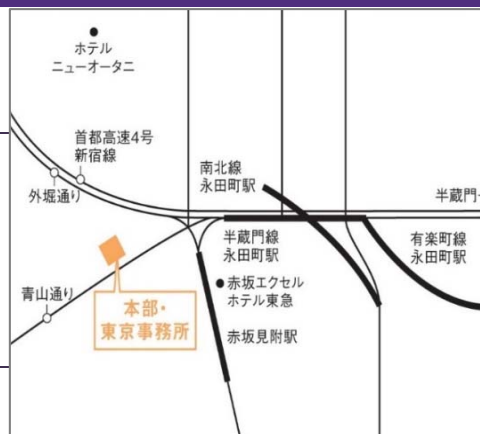 ホテル
ニューオータニ
首都高速4号
新宿線
外堀通り
南北線
永田町駅
半蔵門
半蔵門線
永田町駅
有楽町線
永田町駅
赤坂エクセル
ホテル東急
青山通り
本部・
東京事務所
赤坂見附駅